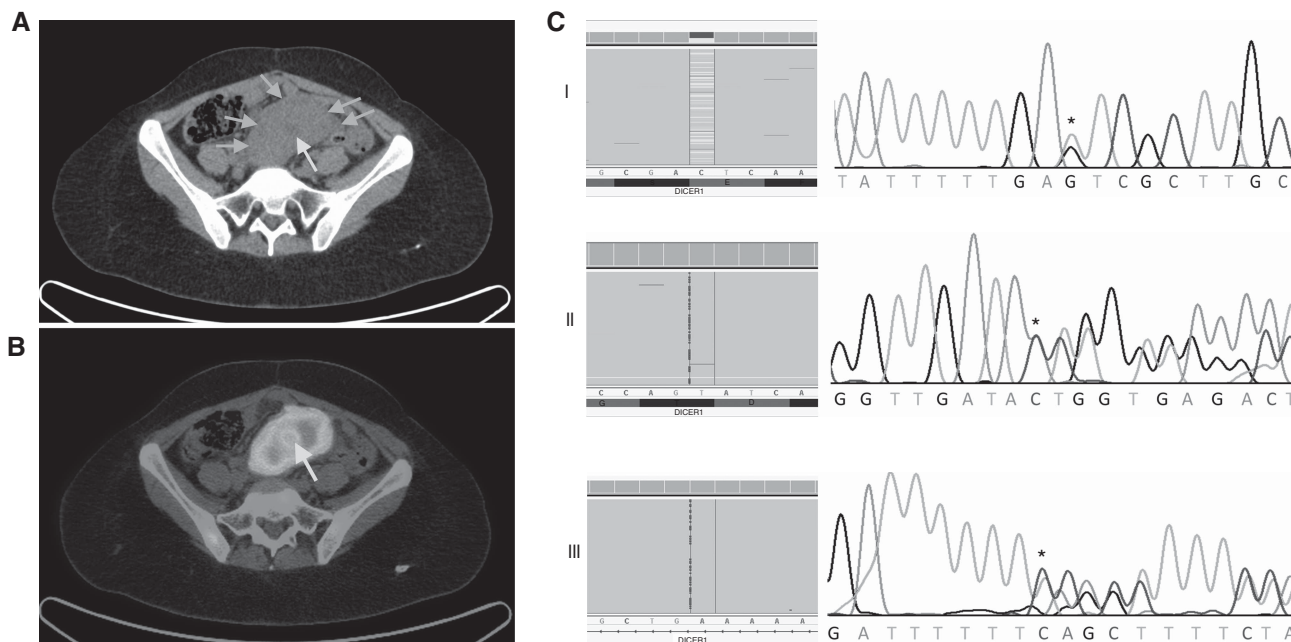 A
B
C
I
G C G A C T C A A
E
DICER1
* 
T A T T T T T G A G T C G C T T G C
II
C C A G T A T C A
G D
DICER1
*
G G T T G A T A C T G G T G A G A C T
III
G C T G A A A A A
DICER1
*
G A T T T T T T C A G C T T T T C T A